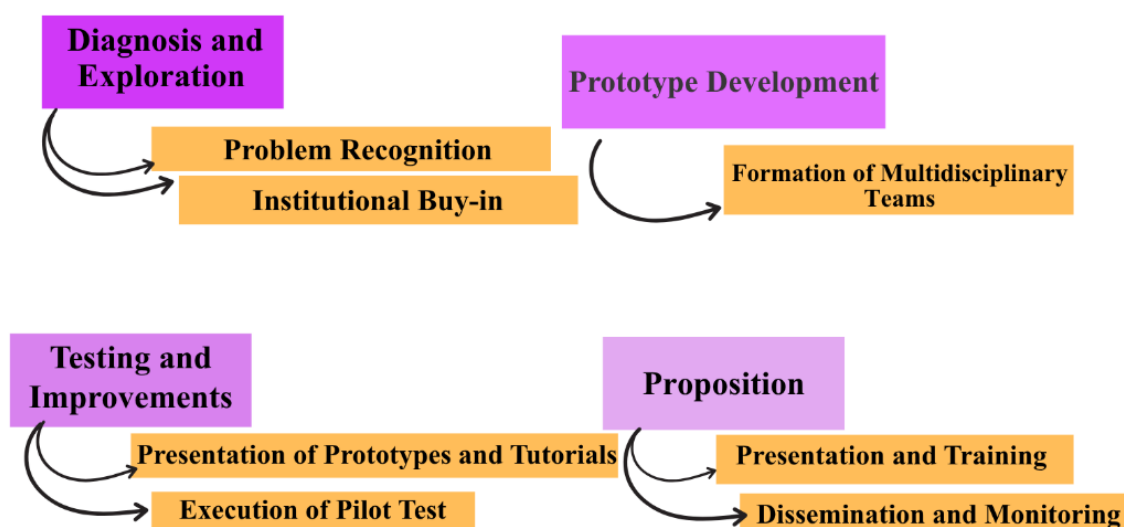 Diagnosis and
Exploration
Problem Recognition
Institutional Buy-in
Prototype Development
Formation of Multidisciplinary
Teams
Testing and
Improvements
Presentation of Prototypes and Tutorials
Execution of Pilot Test
Proposition
Presentation and Training
Dissemination and Monitoring